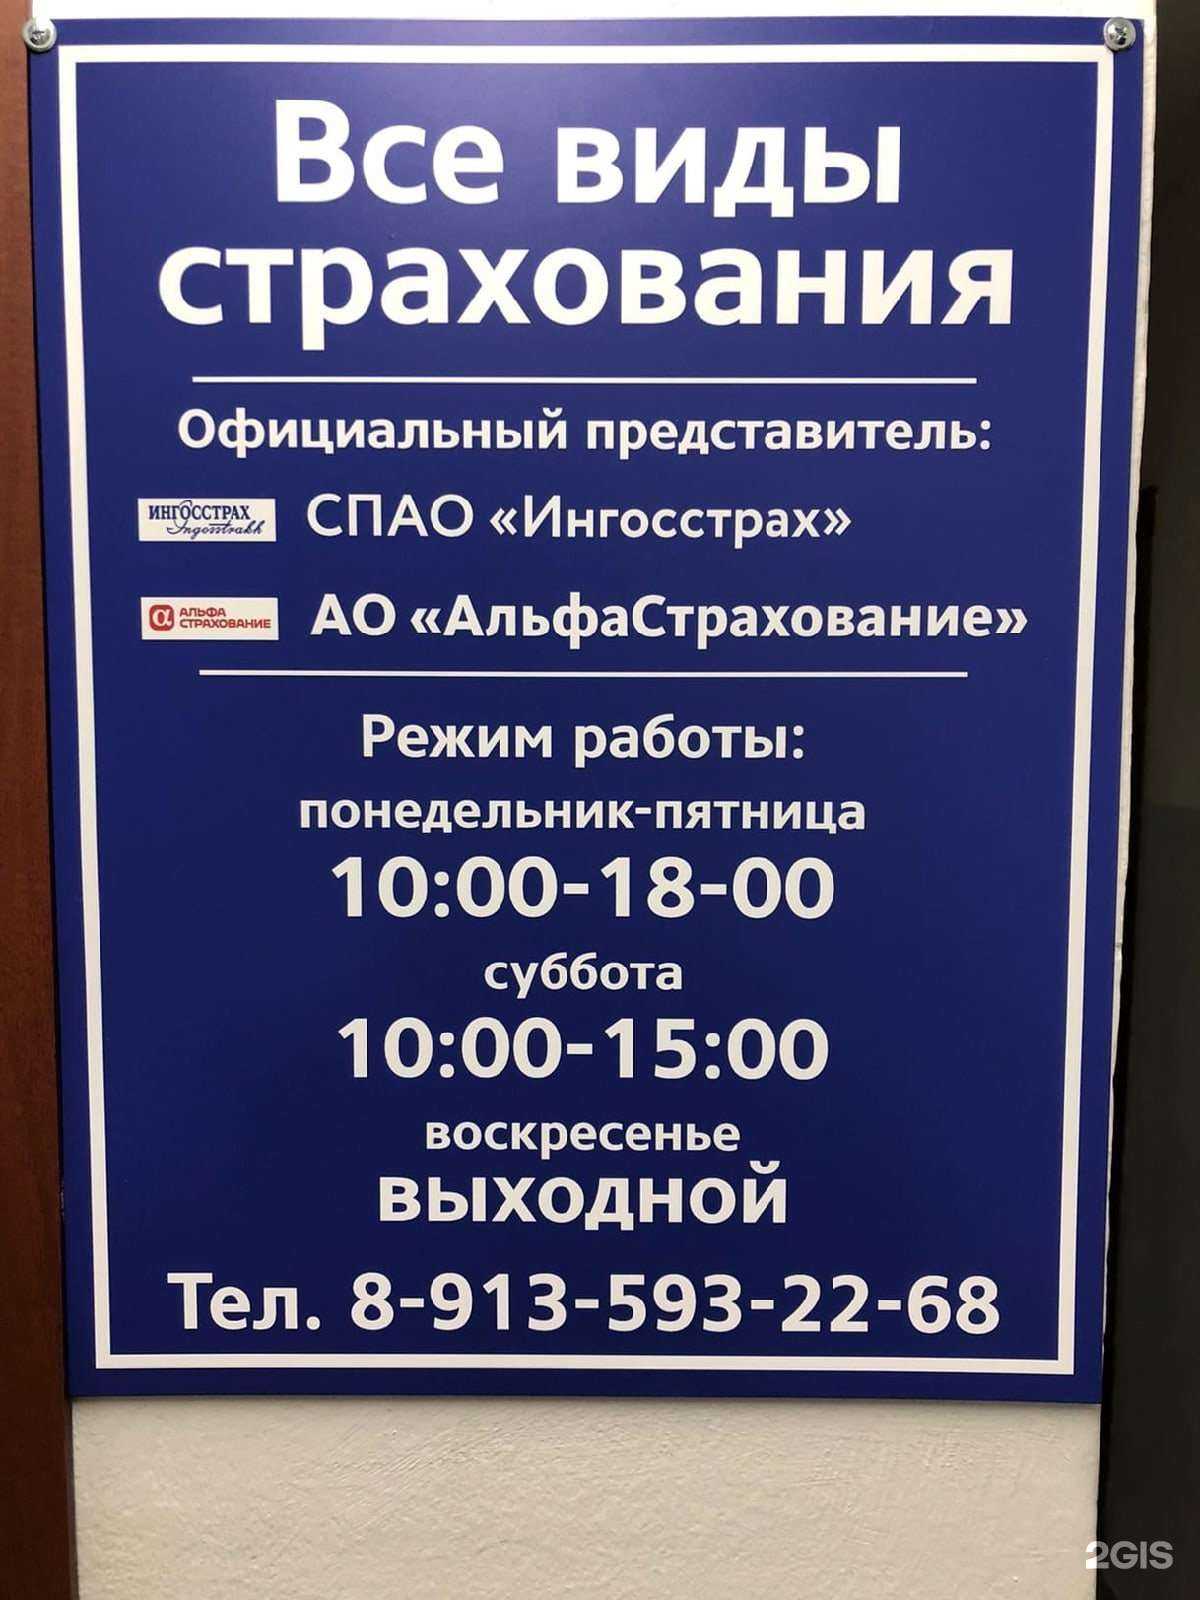 Все виды
страхования
Официальный представитель:
ИНГОССТРАХ
Ingosstrakh
СПАО «Ингосстрах»
α АЛЬФА
СТРАХОВАНИЕ
АО «АльфаСтрахование»
Режим работы:
понедельник-пятница
10:00-18-00
суббота
10:00-15:00
воскресенье
ВЫХОДНОЙ
Тел. 8-913-593-22-68
2GIS